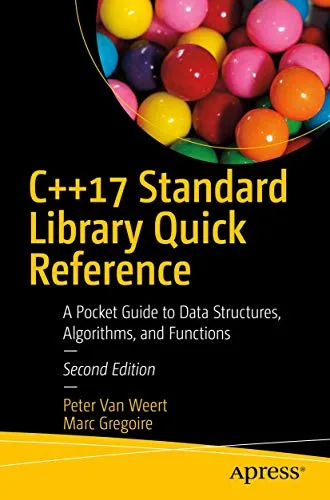 C++17 Standard
Library Quick
Reference
A Pocket Guide to Data Structures,
Algorithms, and Functions
—
Second Edition
—
Peter Van Weert
Marc Gregoire
Apress®